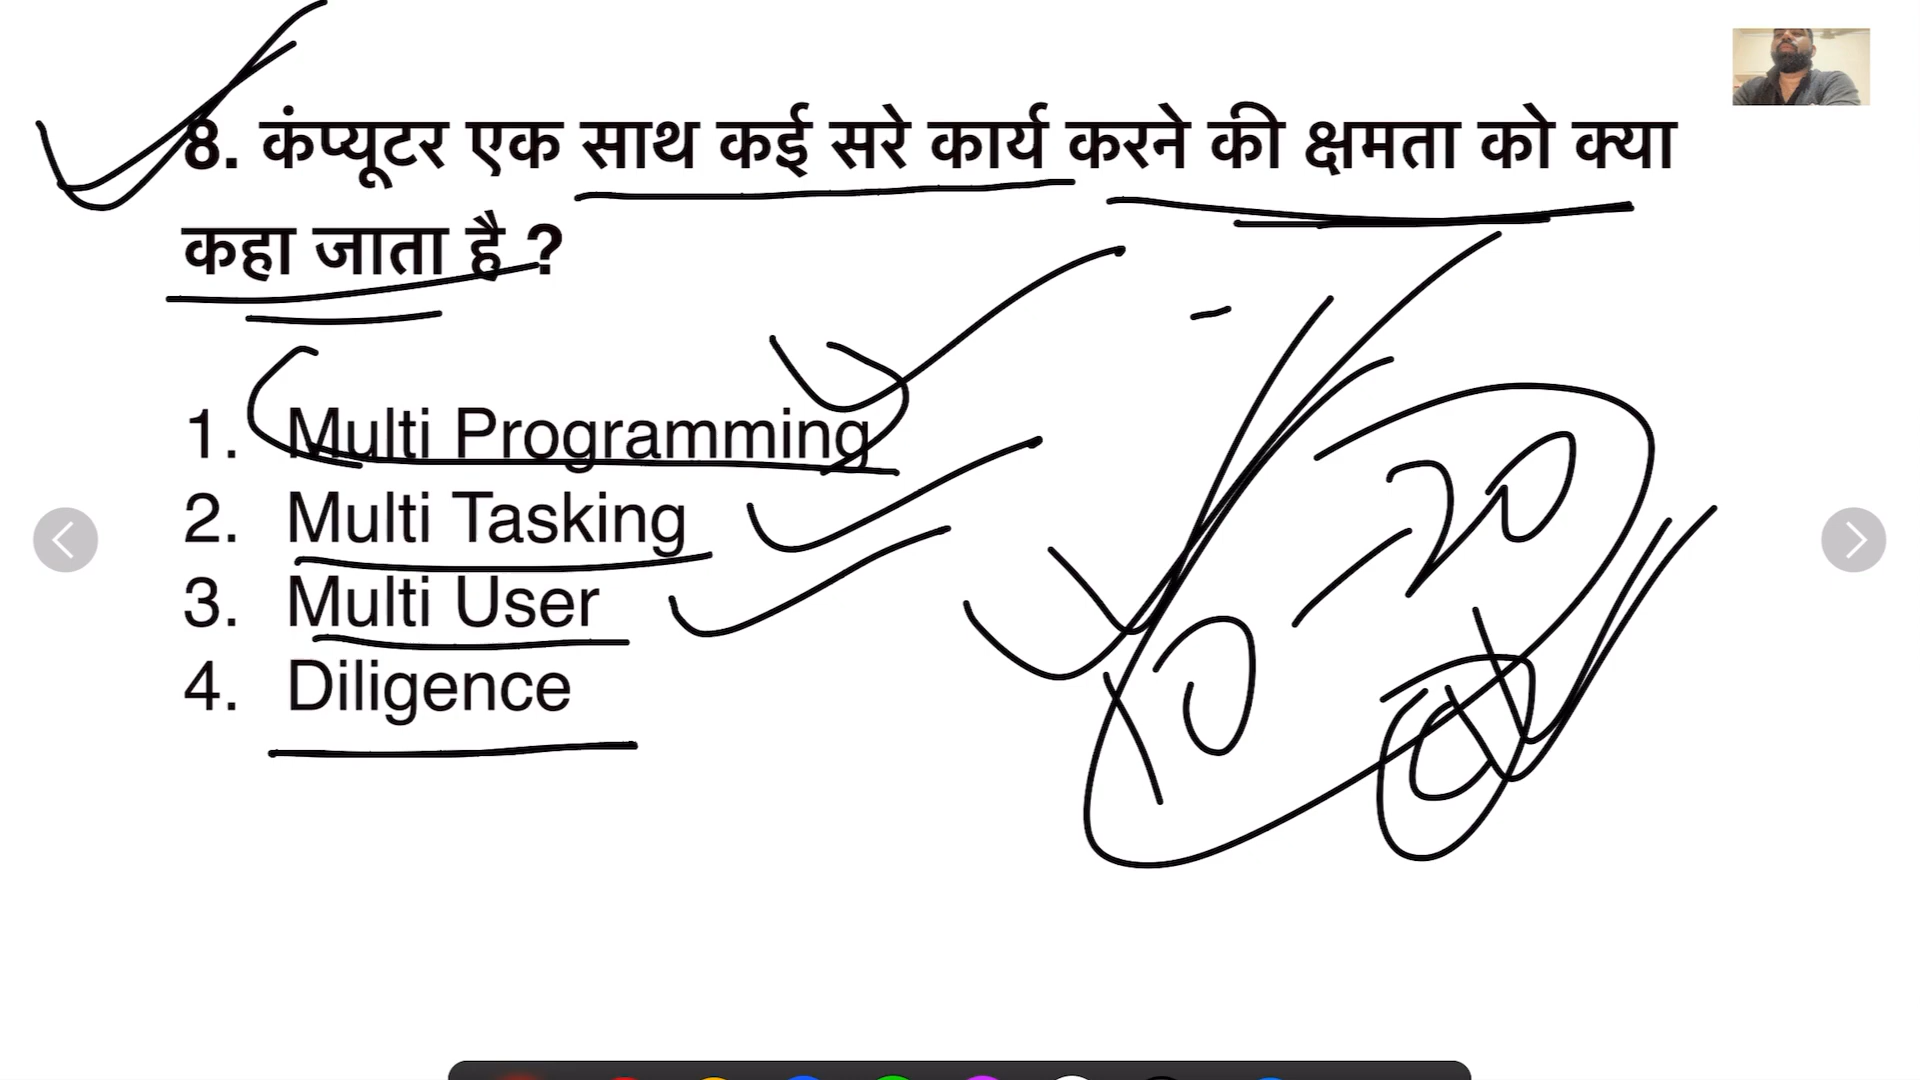 8. कंप्यूटर एक साथ कई सरे कार्य करने की क्षमता को क्या
कहा जाता है ?
1. Multi Programming
2. Multi Tasking
3. Multi User
4. Diligence